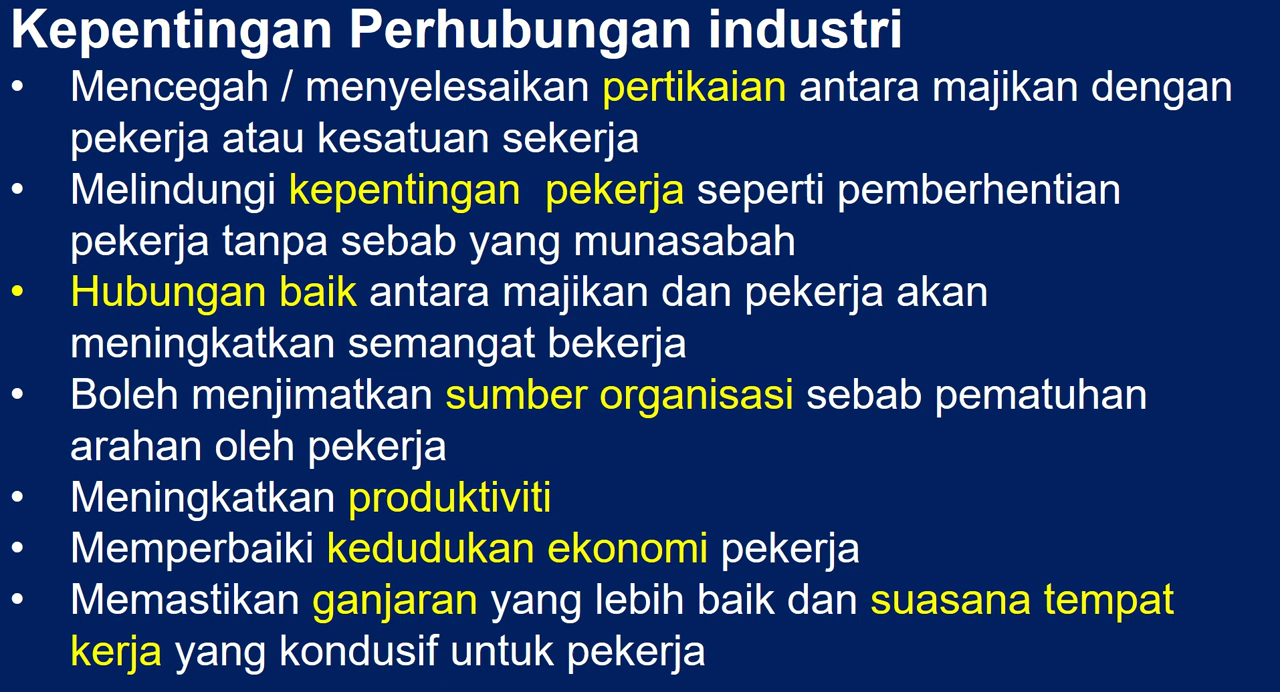 Kepentingan Perhubungan industri
• Mencegah / menyelesaikan pertikaian antara majikan dengan
pekerja atau kesatuan sekerja
• Melindungi kepentingan  pekerja seperti pemberhentian
pekerja tanpa sebab yang munasabah
• Hubungan baik antara majikan dan pekerja akan
meningkatkan semangat bekerja
• Boleh menjimatkan sumber organisasi sebab pematuhan
arahan oleh pekerja
• Meningkatkan produktiviti
• Memperbaiki kedudukan ekonomi pekerja
• Memastikan ganjaran yang lebih baik dan suasana tempat
kerja yang kondusif untuk pekerja